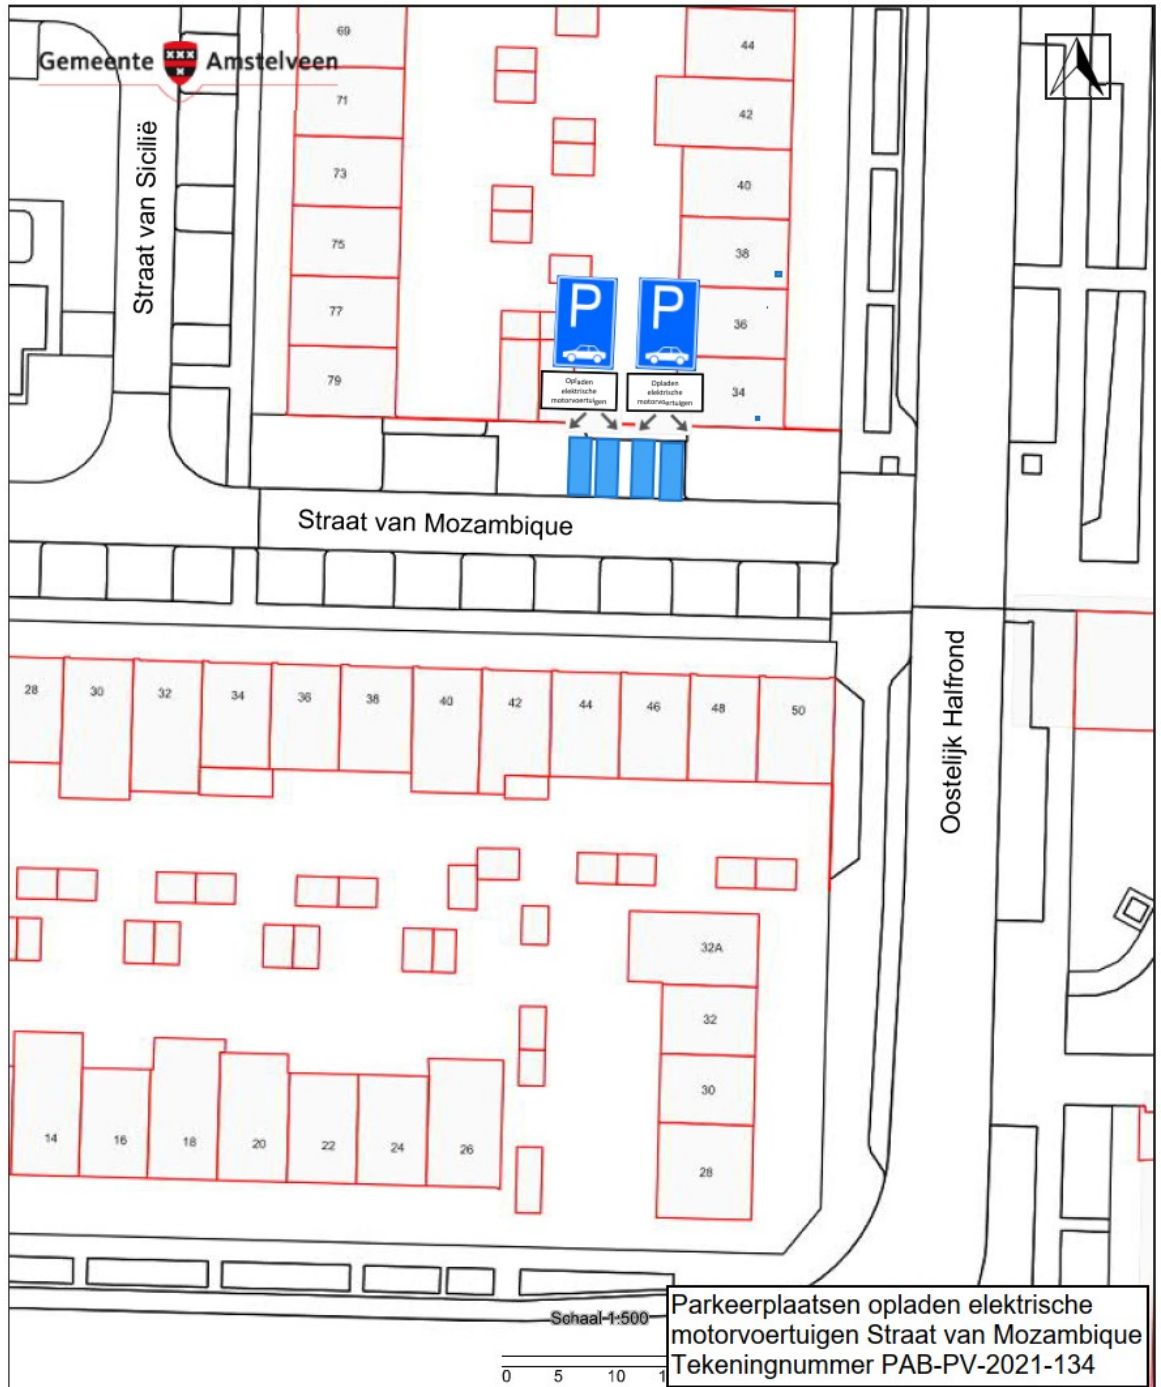 Gemeente Amstelveen
Straat van Sicilië
69
71
73
75
77
79
44
42
40
38
36
34
P
P
Opladen
elektrische
motorvoertuigen
Opladen
elektrische
motorvoertuigen
Straat van Mozambique
Oostelijk Halfrond
28
30
32
34
36
38
40
42
44
46
48
50
32A
32
30
28
14
16
18
20
22
24
26
Schaal 1:500
0 5 10
Parkeerplaatsen opladen elektrische
motorvoertuigen Straat van Mozambique
Tekeningnummer PAB-PV-2021-134